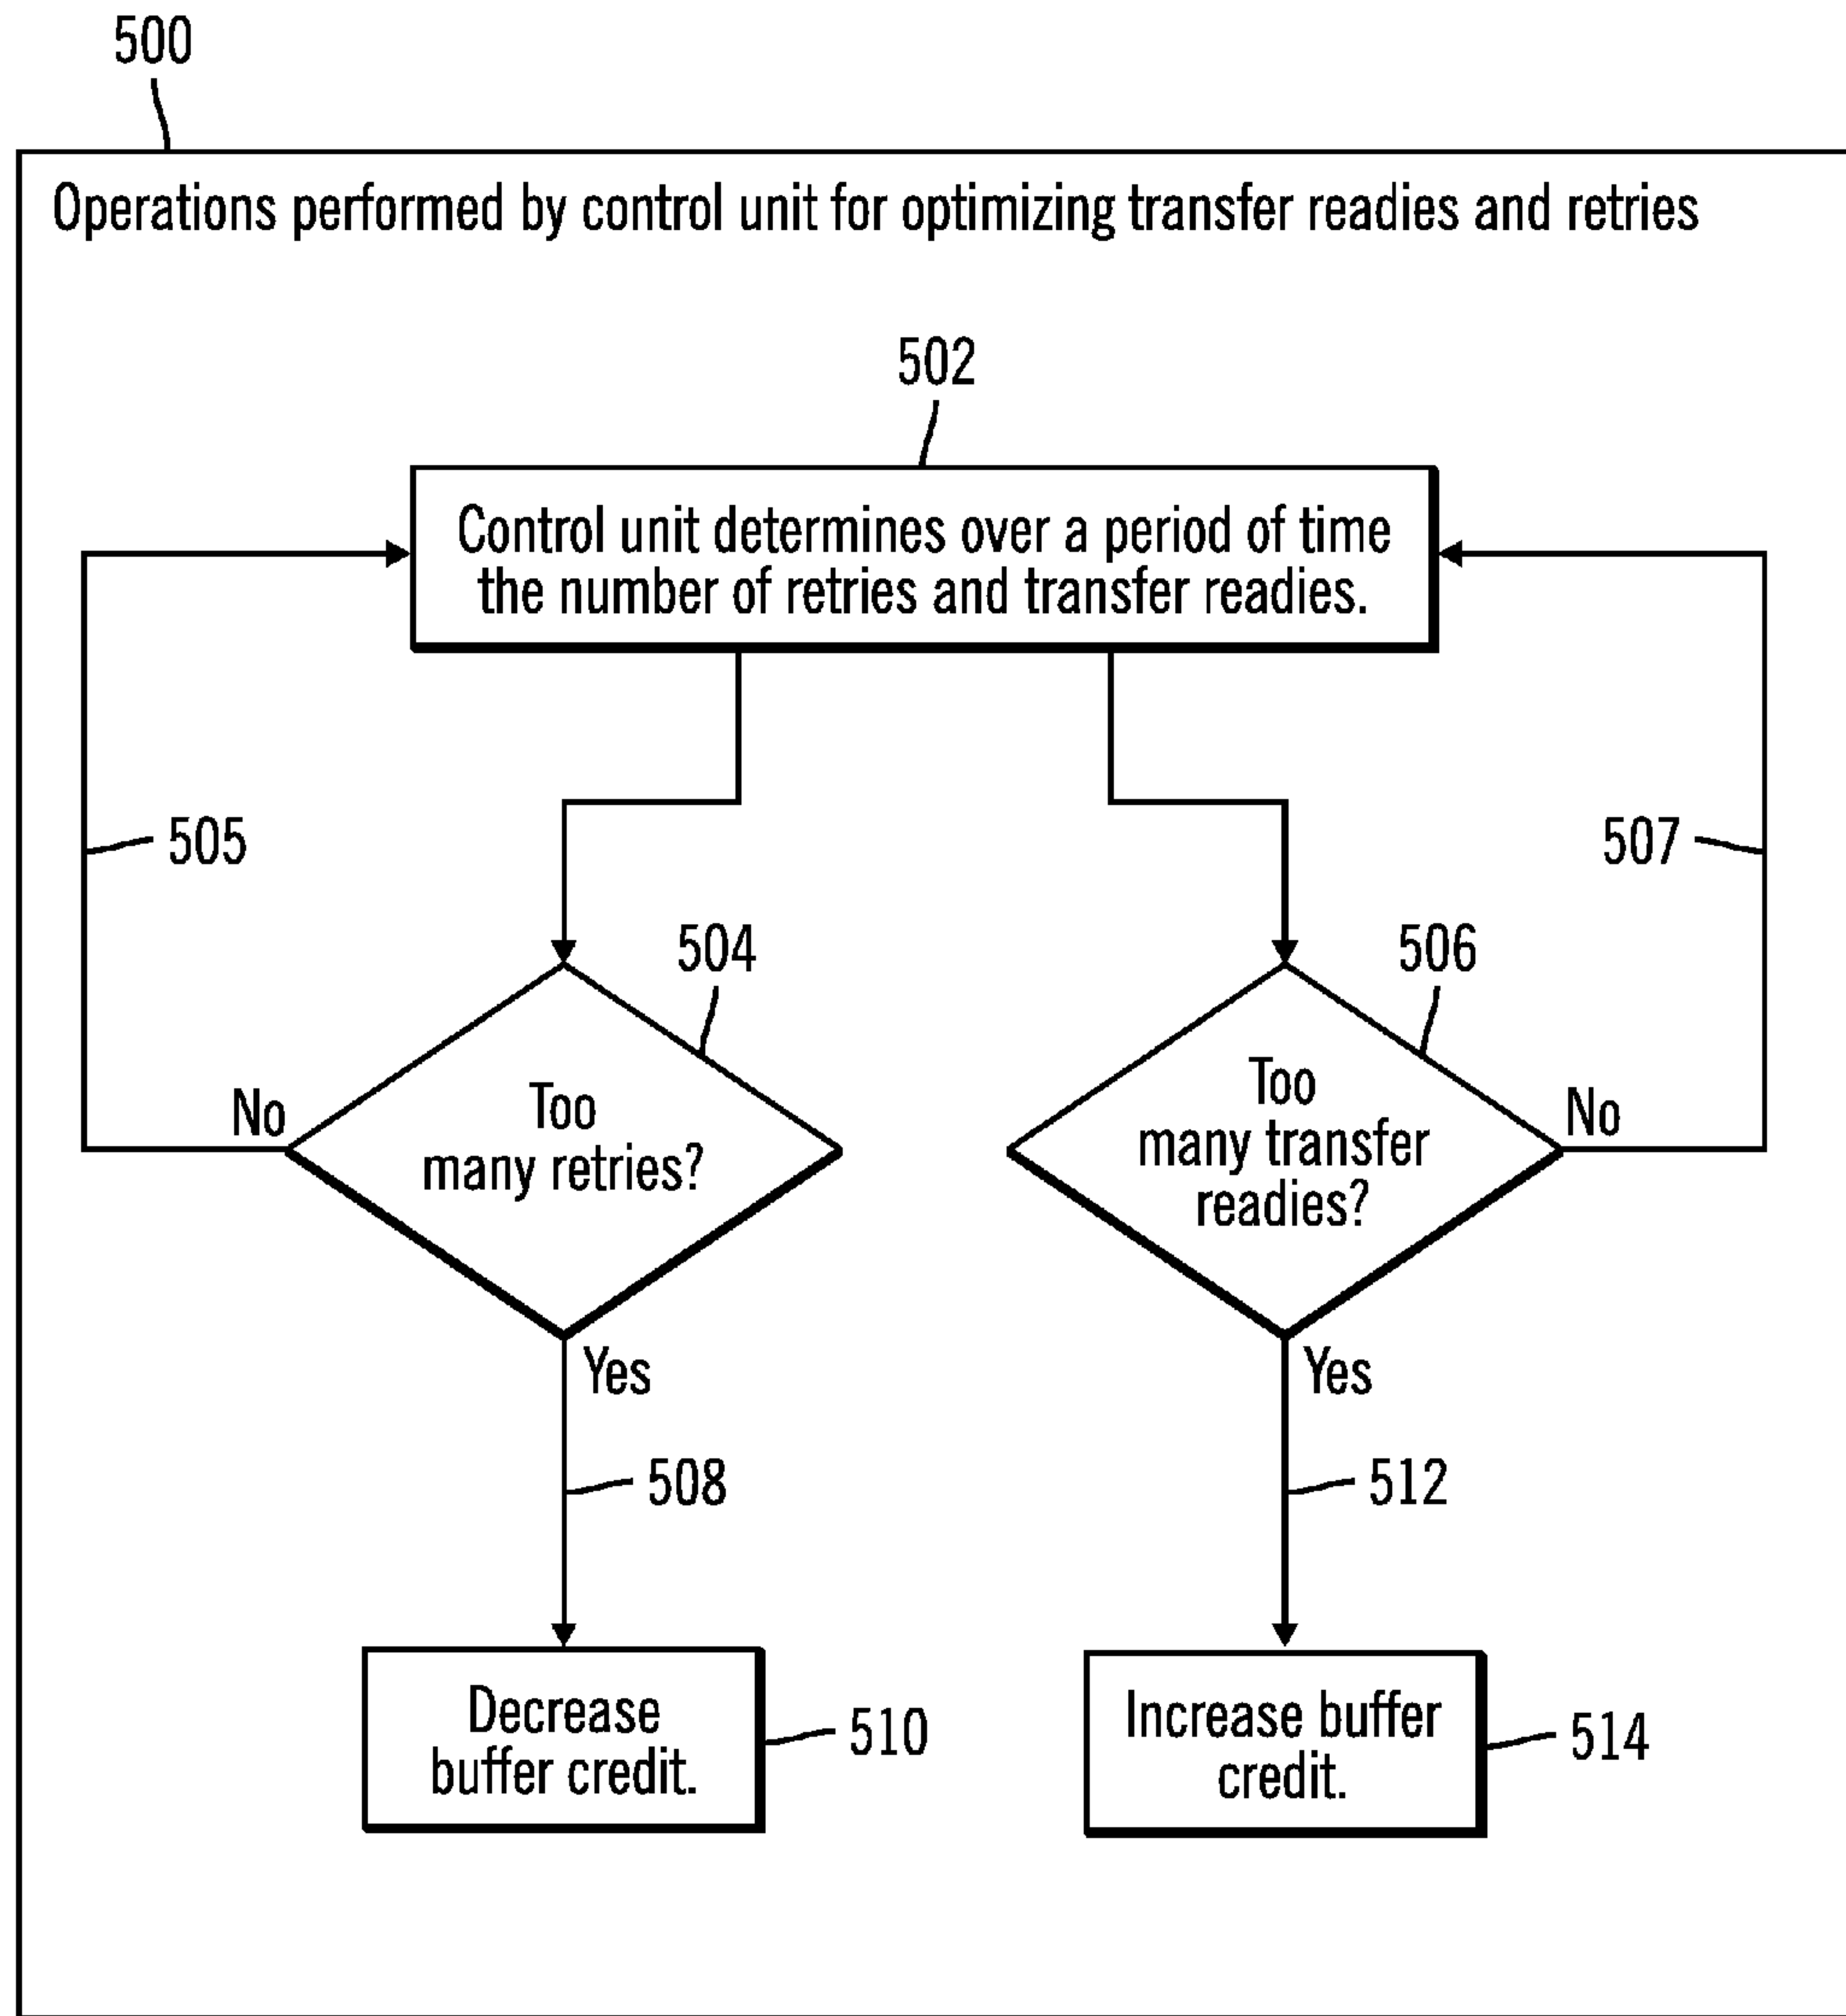 500
Operations performed by control unit for optimizing transfer readies and retries
502
Control unit determines over a period of time
the number of retries and transfer readies.
505
507
504
506
No
Too
many retries?
Too
many transfer
readies?
No
Yes
Yes
508
512
Decrease
buffer credit.
510
Increase buffer
credit.
514